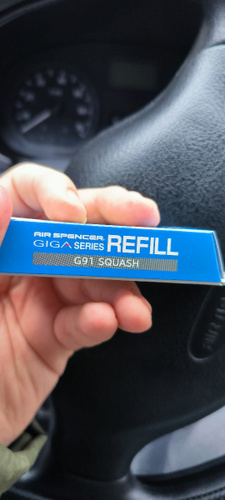 AIR SPENCER
GIGA SERIES REFILL
G91 SQUASH